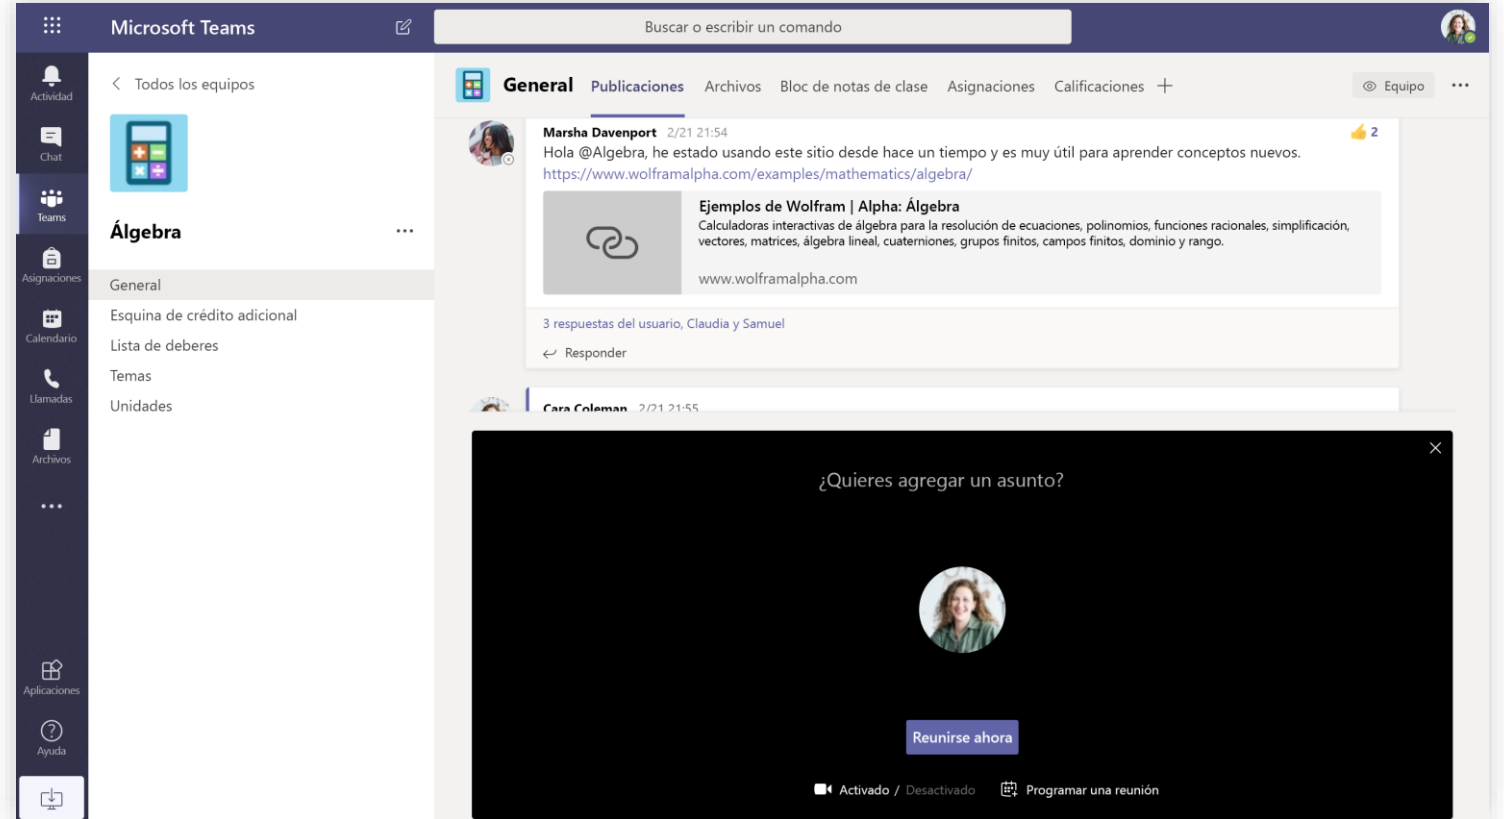 Microsoft Teams
Buscar o escribir un comando
Actividad
Chat
Teams
Asignaciones
Calendario
Llamadas
Archivos
Aplicaciones
Ayuda
Todos los equipos
Álgebra
General
Esquina de crédito adicional
Lista de deberes
Temas
Unidades
General Publicaciones Archivos Bloc de notas de clase Asignaciones Calificaciones Equipo
Marsha Davenport 2/21 21:54 2
Hola @Algebra, he estado usando este sitio desde hace un tiempo y es muy útil para aprender conceptos nuevos.
https://www.wolframalpha.com/examples/mathematics/algebra/
Ejemplos de Wolfram | Alpha: Álgebra
Calculadoras interactivas de álgebra para la resolución de ecuaciones, polinomios, funciones racionales, simplificación,
vectores, matrices, álgebra lineal, cuaterniones, grupos finitos, campos finitos, dominio y rango.
www.wolframalpha.com
3 respuestas del usuario, Claudia y Samuel
Responder
Cara Coleman 2/21 21:55
¿Quieres agregar un asunto?
Reunirse ahora
Activado / Desactivado Programar una reunión